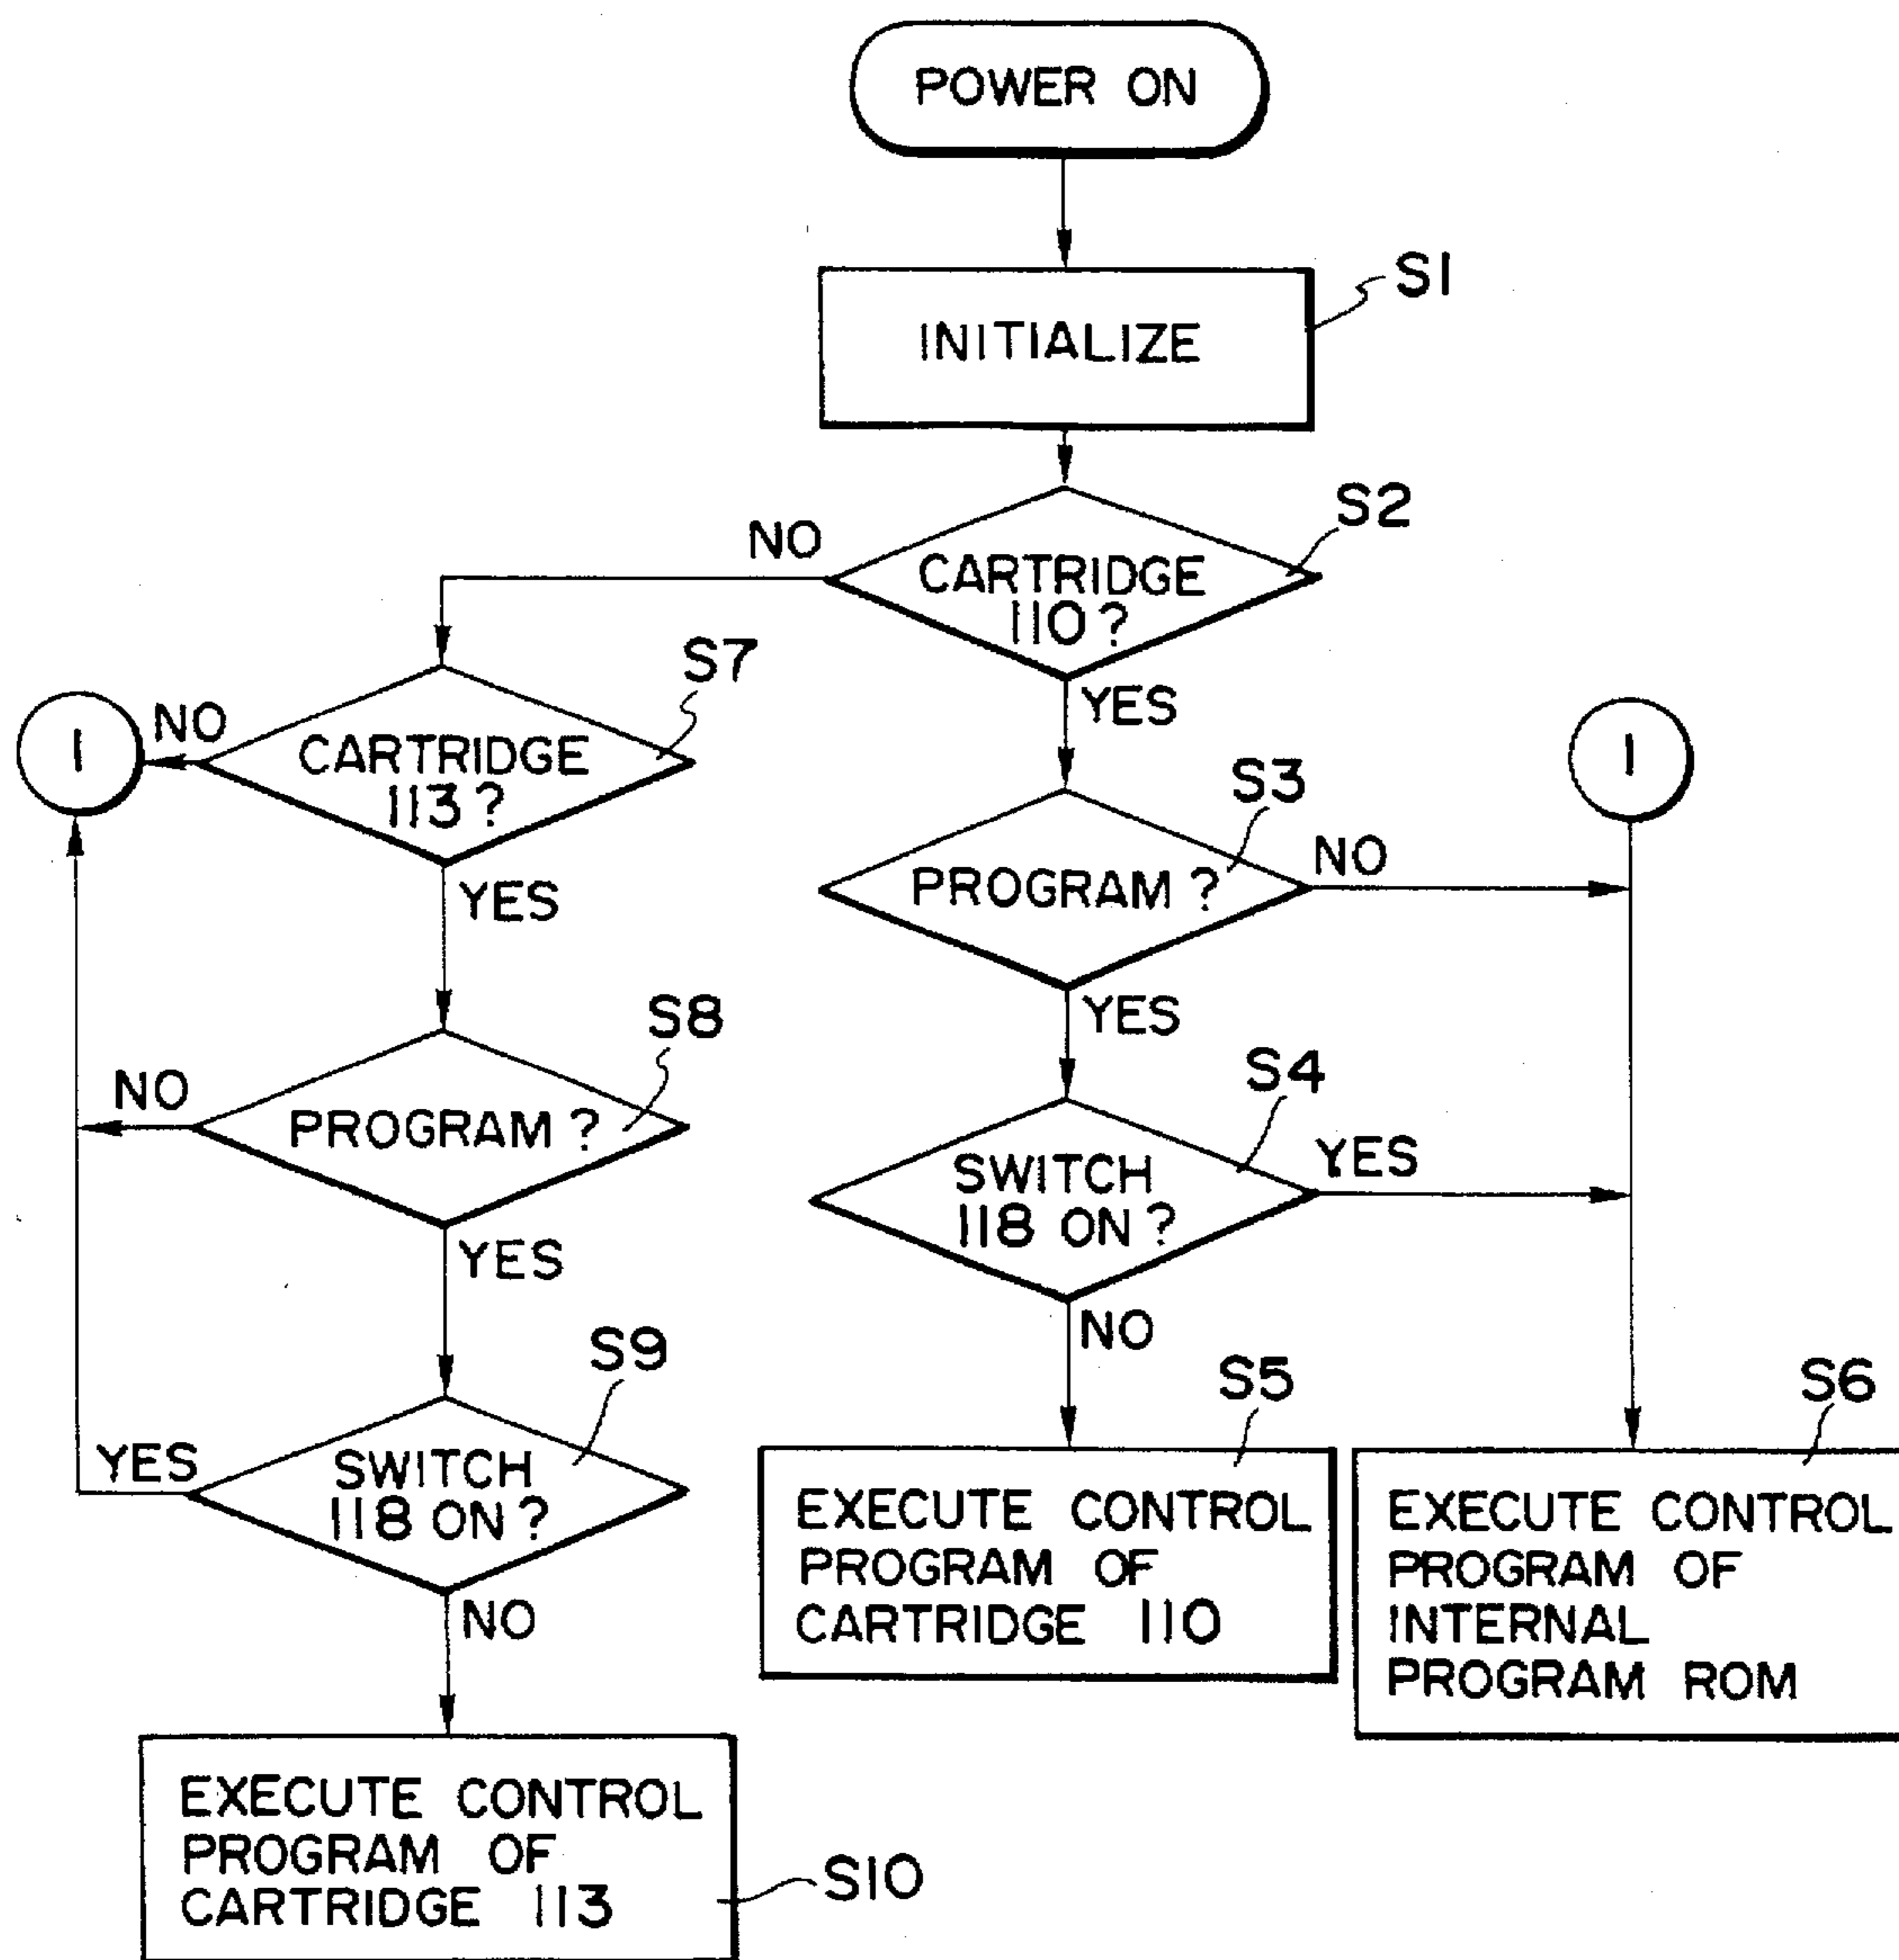 POWER ON
S1
INITIALIZE
S2
NO
CARTRIDGE
110?
YES
S7
1
NO
CARTRIDGE
113?
YES
1
S3
PROGRAM?
NO
YES
S8
NO
PROGRAM?
YES
S4
SWITCH
118 ON?
YES
NO
S9
YES
SWITCH
118 ON?
NO
S5
EXECUTE CONTROL
PROGRAM OF
CARTRIDGE 110
S6
EXECUTE CONTROL
PROGRAM OF
INTERNAL
PROGRAM ROM
EXECUTE CONTROL
PROGRAM OF
CARTRIDGE 113
S10